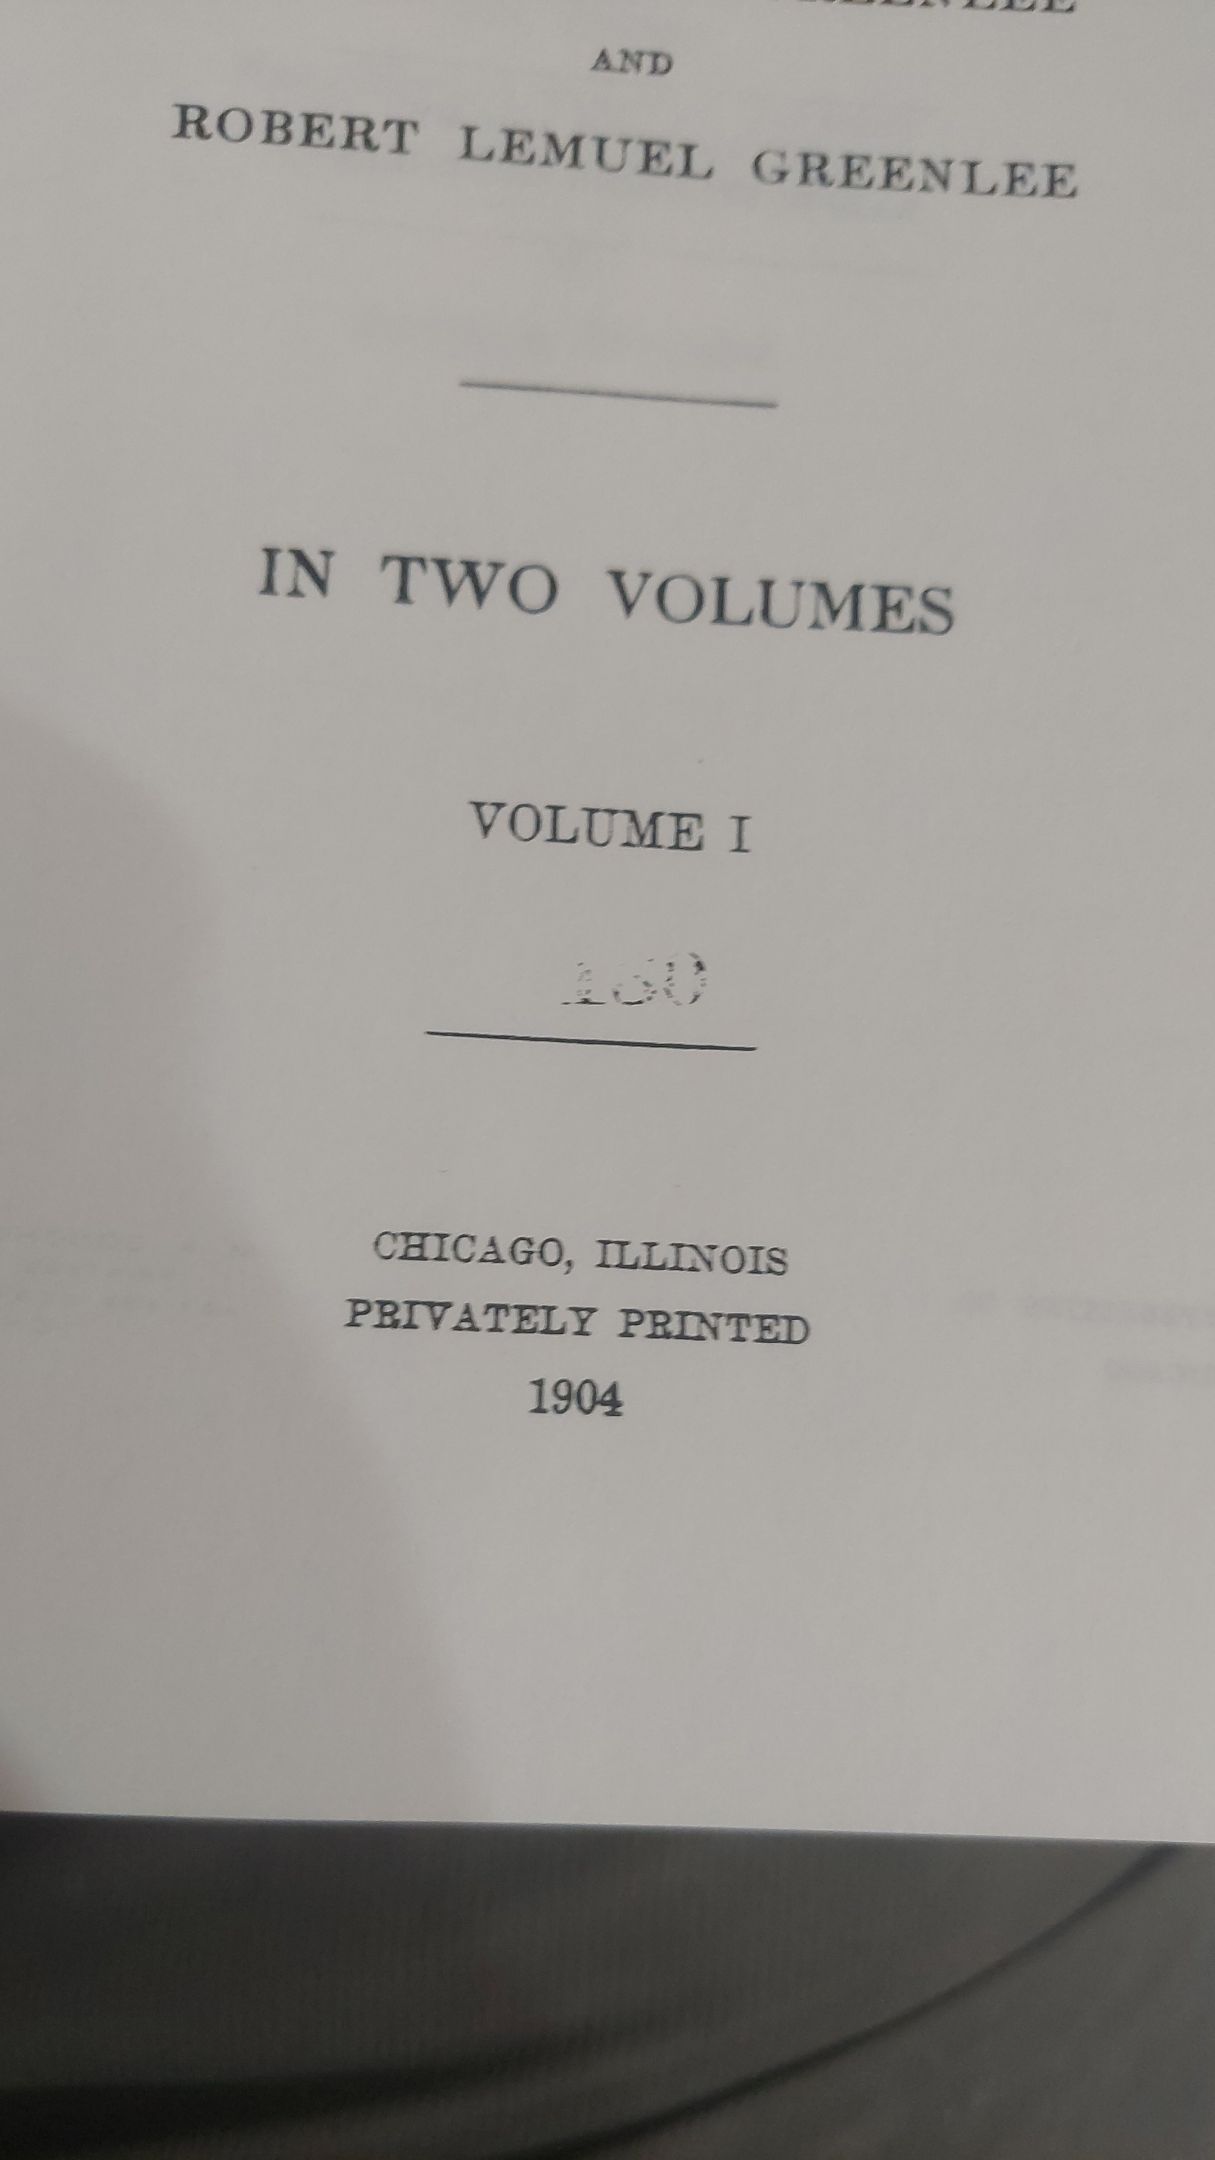 AND
ROBERT LEMUEL GREENLEE
IN TWO VOLUMES
VOLUME I
CHICAGO, ILLINOIS
PRIVATELY PRINTED
1904